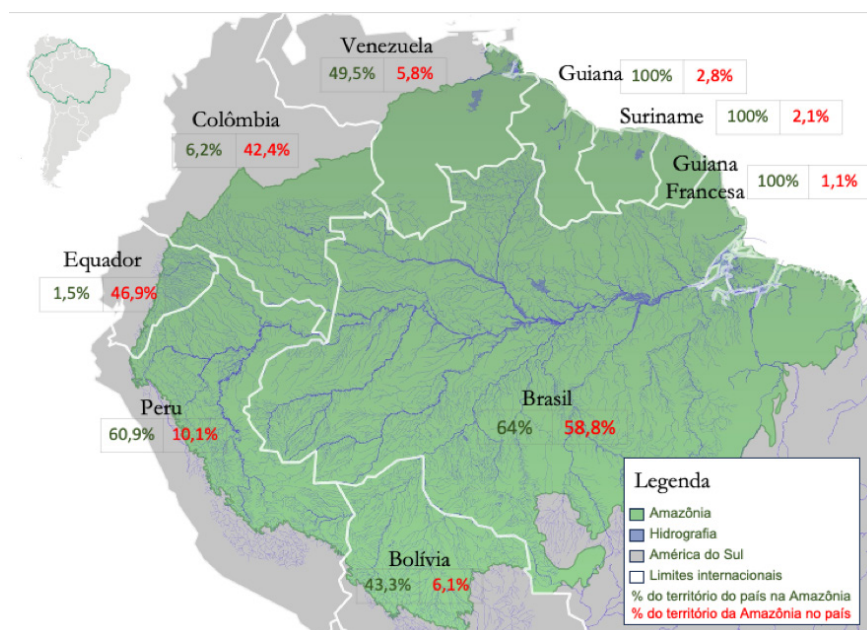 Venezuela
49,5% 5,8%
Guiana 100% 2,8%
Suriname 100% 2,1%
Colômbia
6,2% 42,4%
Guiana
Francesa 100% 1,1%
Equador
1,5% 46,9%
Peru
60,9% 10,1%
Brasil
64% 58,8%
Bolívia
43,3% 6,1%
Legenda
Amazônia
Hidrografia
América do Sul
Limites internacionais
% do território do país na Amazônia
% do território da Amazônia no país